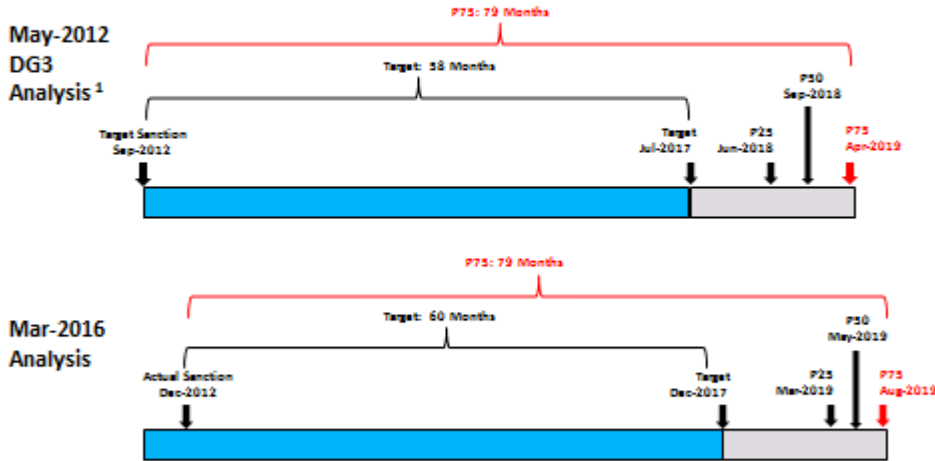 P75: 79 Months
May-2012
DG3
Analysis 1
Target: 58 Months
P50
Sep-2018
Target Sanction
Sep-2012
Target
Jul-2017
P25
Jun-2018
P75
Apr-2019
P75: 79 Months
Mar-2016
Analysis
Target: 60 Months
P50
May-2019
Actual Sanction
Dec-2012
Target
Dec-2017
P25
Mar-2019
P75
Aug-2019